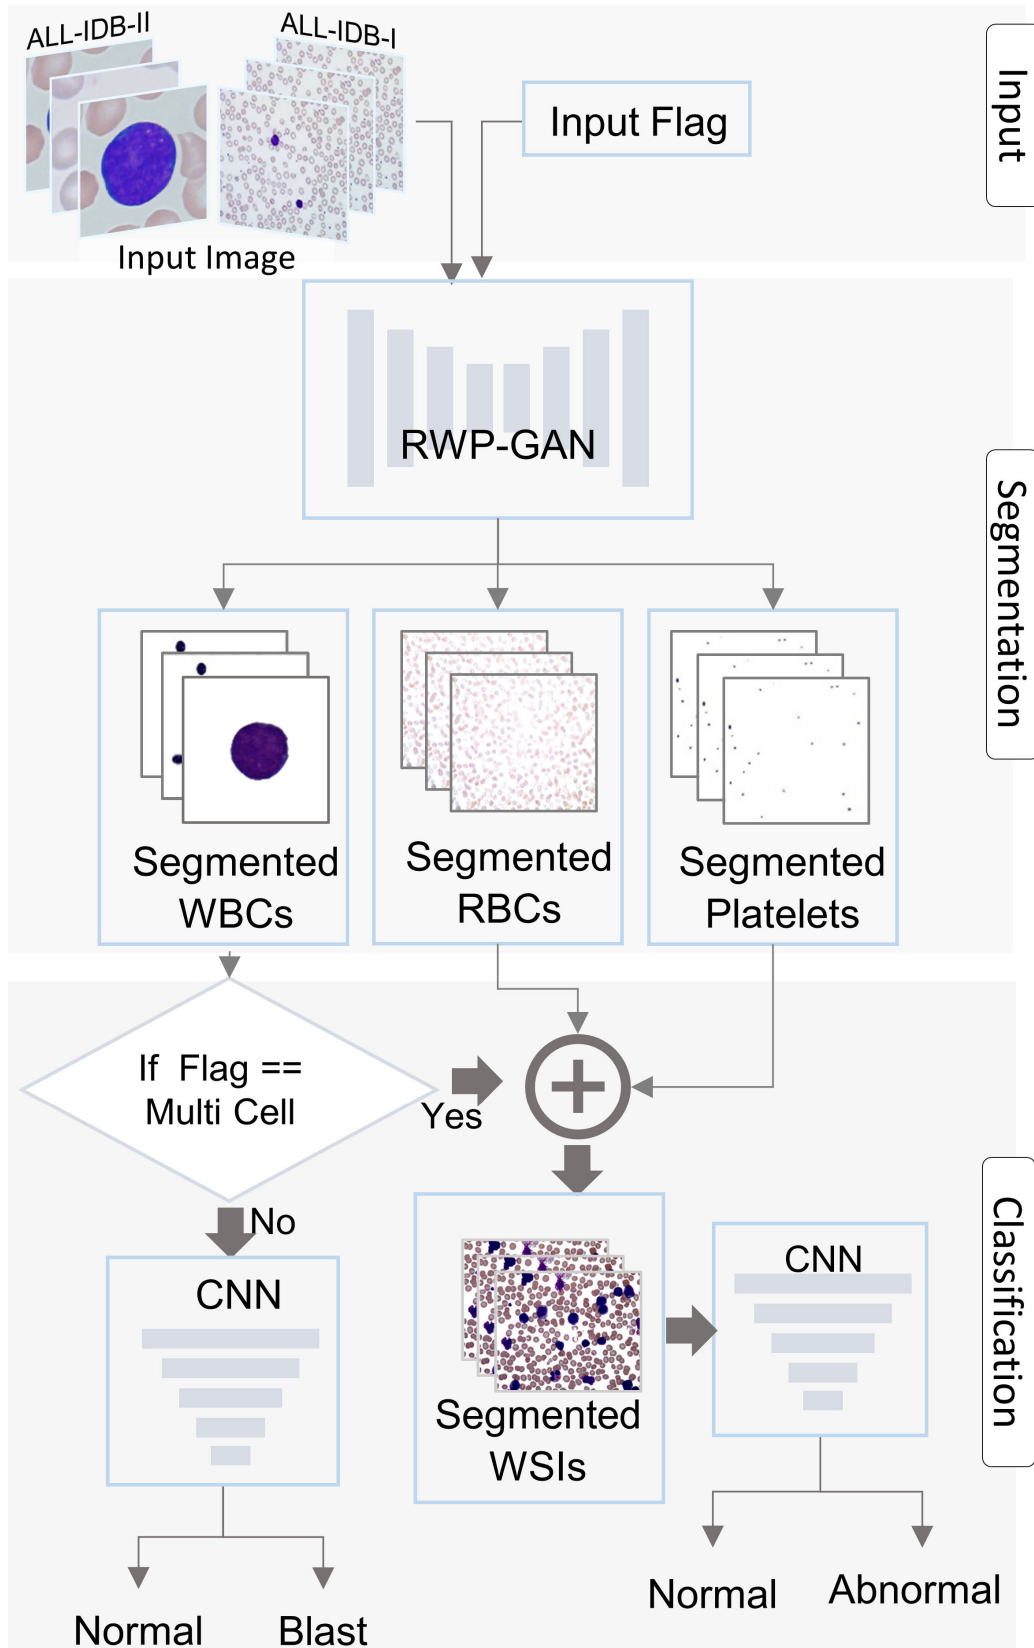 ALL-IDB-II
ALL-IDB-I
Input Flag
Input
Input Image
RWP-GAN
Segmentation
Segmented
WBCs
Segmented
RBCs
Segmented
Platelets
If Flag ==
Multi Cell
Yes
No
CNN
Segmented
WSIs
CNN
Classification
Normal
Blast
Normal
Abnormal